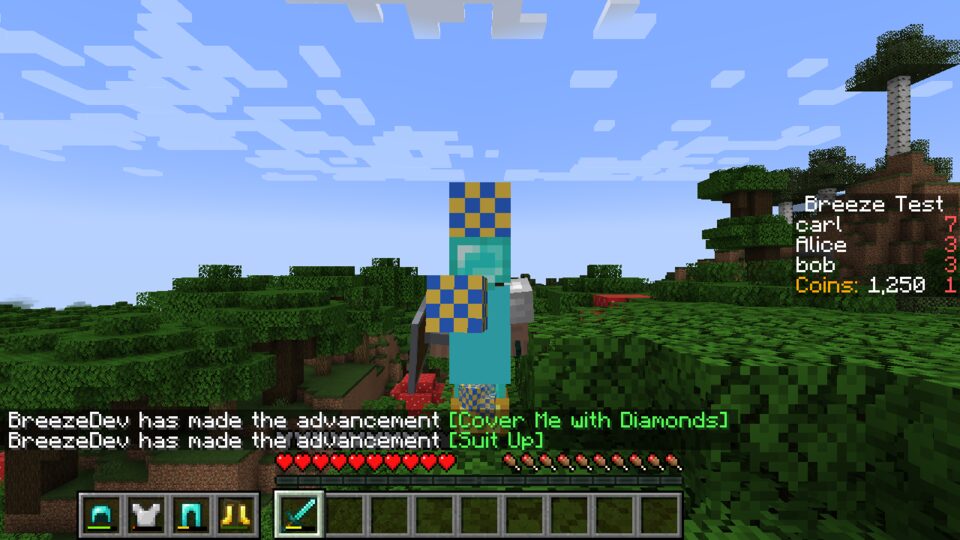 Breeze Test
carl 7
Alice 3
bob 3
Coins: 1,250 1
BreezeDev has made the advancement [Cover Me with Diamonds]
BreezeDev has made the advancement [Suit Up]